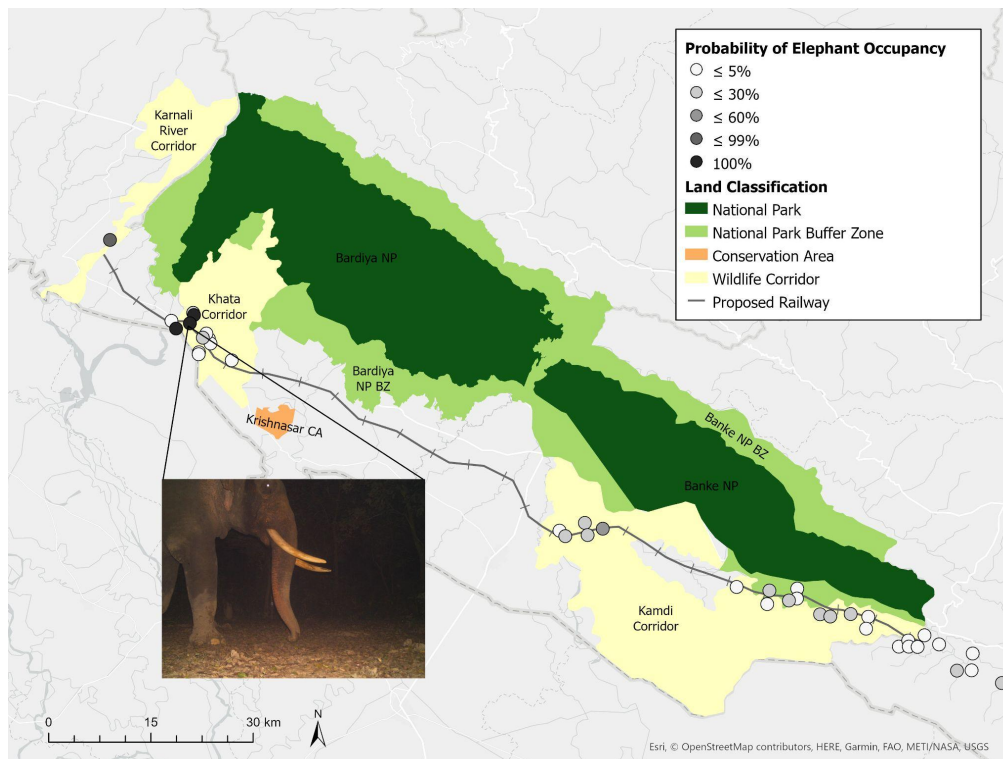 Probability of Elephant Occupancy
≤ 5%
≤ 30%
≤ 60%
≤ 99%
100%
Land Classification
National Park
National Park Buffer Zone
Conservation Area
Wildlife Corridor
Proposed Railway
Karnali
River
Corridor
Bardiya NP
Khata
Corridor
Bardiya
NP BZ
Krishnasar CA
Banke NP BZ
Banke NP
Kamdi
Corridor
0 15 30 km
N
Esri, © OpenStreetMap contributors, HERE, Garmin, FAO, METI/NASA, USGS